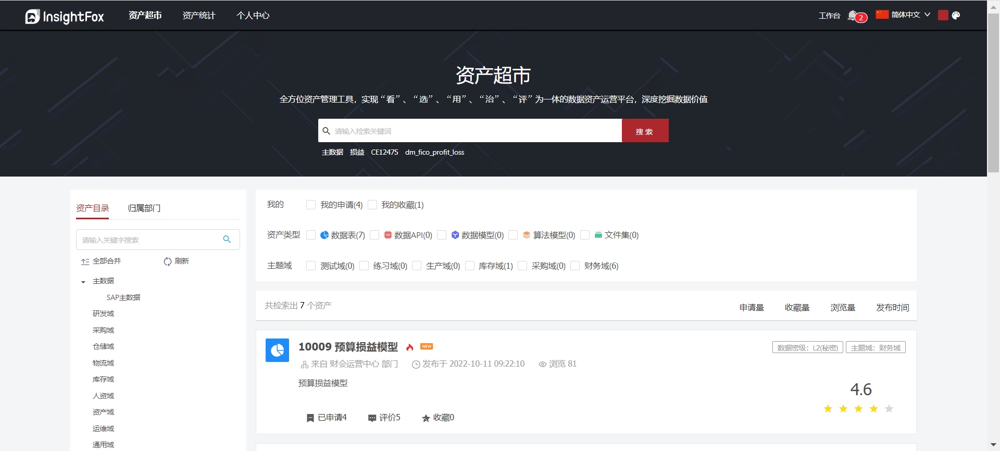 InsightFox 资产超市 资产统计 个人中心 工作台 2 简体中文
资产超市
全方位资产管理工具，实现“看”、“选”、“用”、“治”、“评”为一体的数据资产运营平台，深度挖掘数据价值
请输入检索关键词 搜 索
主数据 损益 CE12475 dm_fico_profit_loss
资产目录 归属部门
请输入关键字搜索
全部合并 刷新
主数据
SAP主数据
研发域
采购域
仓储域
物流域
库存域
人资域
资产域
运维域
通用域
我的 我的申请(4) 我的收藏(1)
资产类型 数据表(7) API 数据API(0) 数据模型(0) 算法模型(0) 文件集(0)
主题域 测试域(0) 练习域(0) 生产域(0) 库存域(1) 采购域(0) 财务域(6)
共检索出 7 个资产 申请量 收藏量 浏览量 发布时间
10009 预算损益模型 NEW 数据密级：L2(秘密) 主题域：财务域
来自 财会运营中心 部门 发布于 2022-10-11 09:22:10 浏览 81
预算损益模型
4.6
已申请4 评价5 收藏0